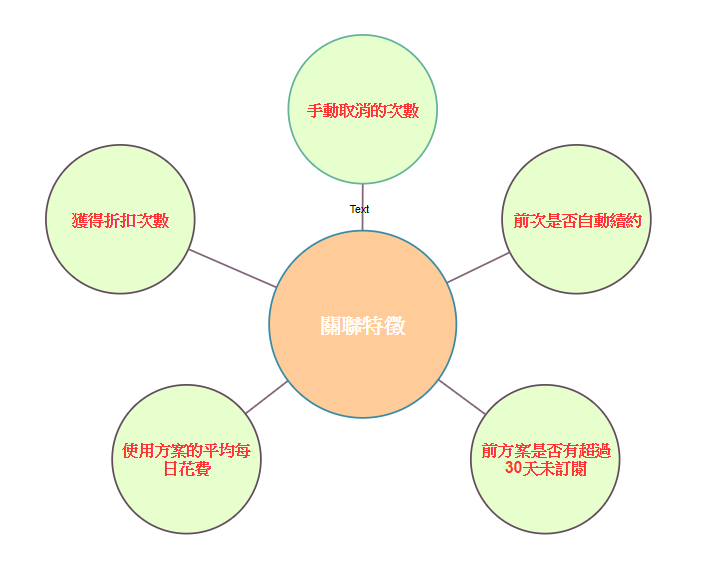 手動取消的次數
獲得折扣次數
前次是否自動續約
Text
關聯特徵
使用方案的平均每
日花費
前方案是否有超過
30天未訂閱